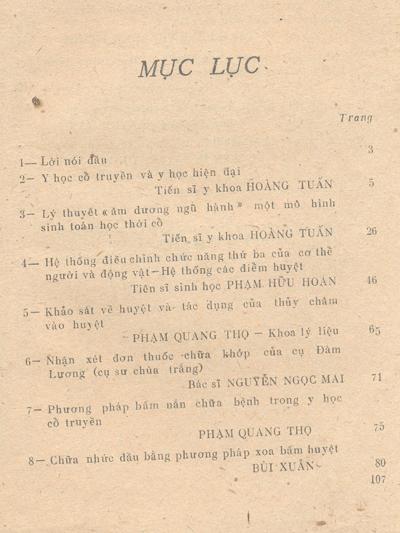 MỤC LỤC
Trang
1— Lời nói đầu 3
2— Y học cổ truyền và y học hiện đại
Tiến sĩ y khoa HOÀNG TUẤN 5
3— Lý thuyết «âm dương ngũ hành» một mô hình
sinh toán học thời cổ
Tiến sĩ y khoa HOÀNG TUẤN 26
4— Hệ thống điều chỉnh chức năng thứ ba của cơ thể
người và động vật—Hệ thống các điểm huyệt
Tiến sĩ sinh học PHẠM HỮU HOAN 46
5— Khảo sát về huyệt và tác dụng của thủy châm
vào huyệt
PHẠM QUANG THỌ — Khoa lý liệu 65
6— Nhận xét đơn thuốc chữa khớp của cụ Đàm
Lương (cụ sư chùa trắng)
Bác sĩ NGUYỄN NGỌC MAI 71
7— Phương pháp bấm nắn chữa bệnh trong y học
cổ truyền
PHẠM QUANG THỌ 75
8— Chữa nhức đầu bằng phương pháp xoa bấm huyệt
BÙI XUÂN 80
107